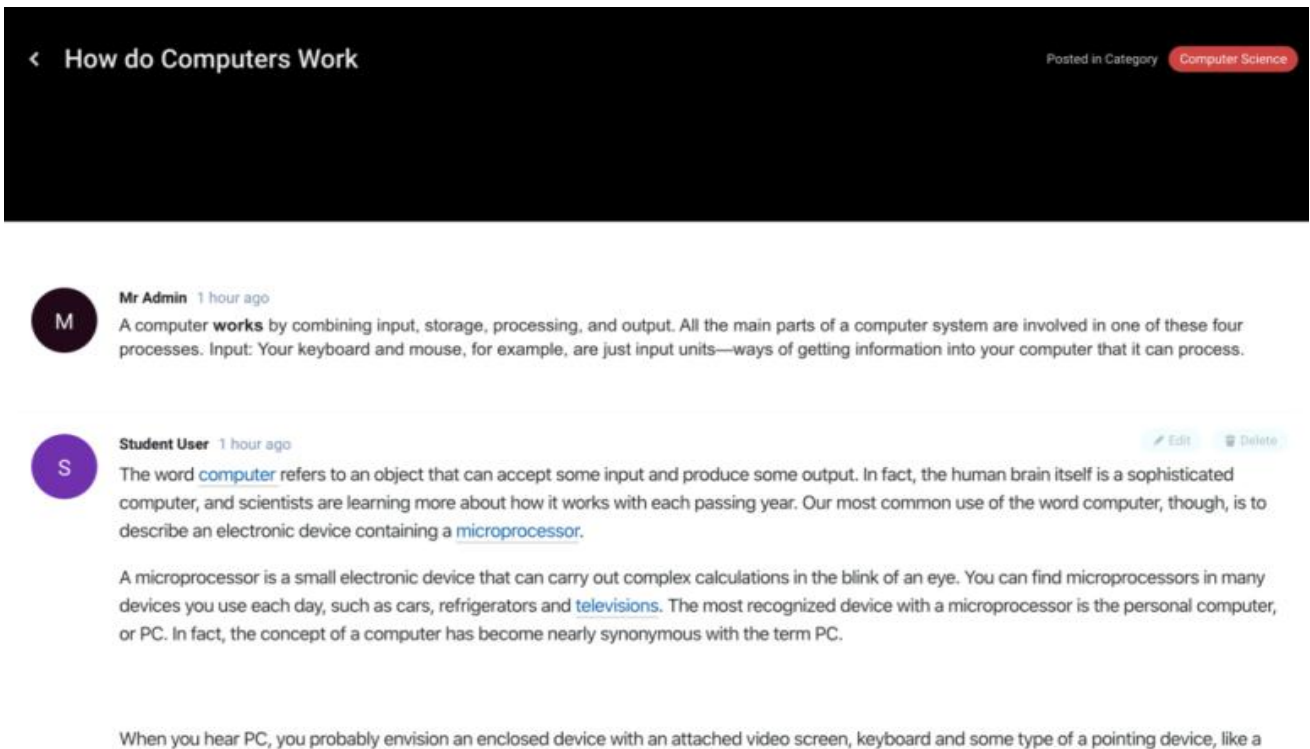 How do Computers Work
Posted in Category Computer Science
M
Mr Admin 1 hour ago
A computer works by combining input, storage, processing, and output. All the main parts of a computer system are involved in one of these four
processes. Input: Your keyboard and mouse, for example, are just input units—ways of getting information into your computer that it can process.
S
Student User 1 hour ago
Edit Delete
The word computer refers to an object that can accept some input and produce some output. In fact, the human brain itself is a sophisticated
computer, and scientists are learning more about how it works with each passing year. Our most common use of the word computer, though, is to
describe an electronic device containing a microprocessor.
A microprocessor is a small electronic device that can carry out complex calculations in the blink of an eye. You can find microprocessors in many
devices you use each day, such as cars, refrigerators and televisions. The most recognized device with a microprocessor is the personal computer,
or PC. In fact, the concept of a computer has become nearly synonymous with the term PC.
When you hear PC, you probably envision an enclosed device with an attached video screen, keyboard and some type of a pointing device, like a